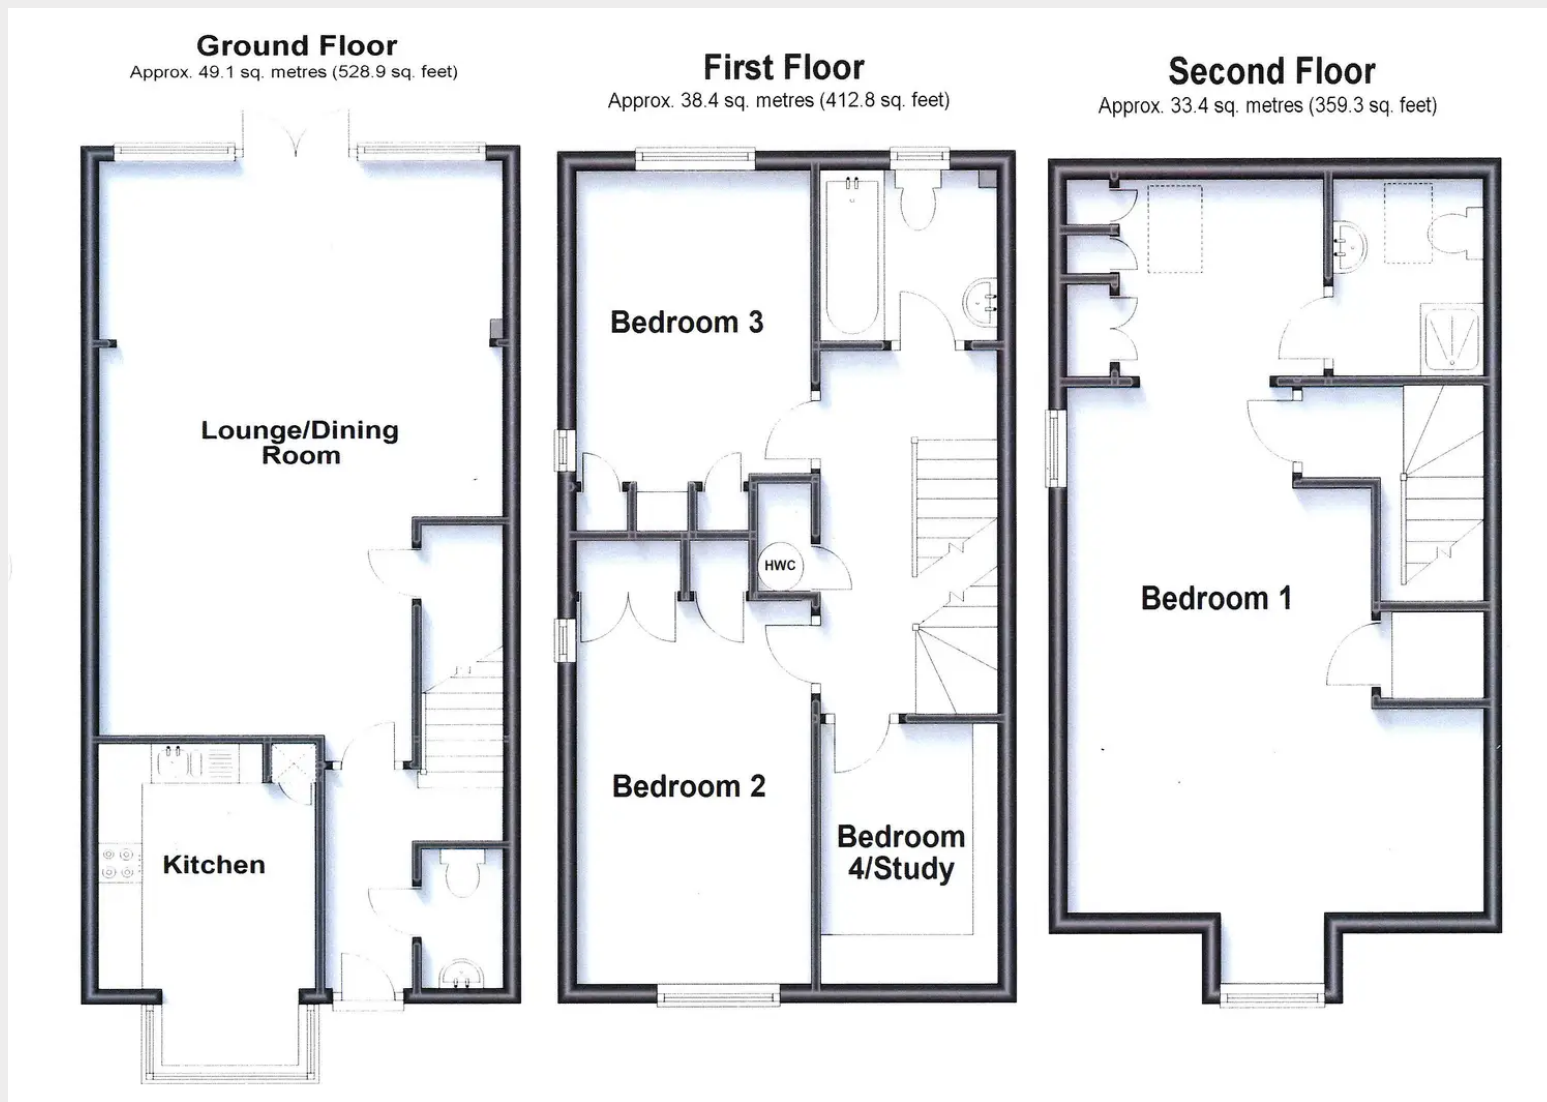 Ground Floor
Approx. 49.1 sq. metres (528.9 sq. feet)
Lounge/Dining
Room
Kitchen
First Floor
Approx. 38.4 sq. metres (412.8 sq. feet)
Bedroom 3
HWC
Bedroom 2
Bedroom
4/Study
Second Floor
Approx. 33.4 sq. metres (359.3 sq. feet)
Bedroom 1